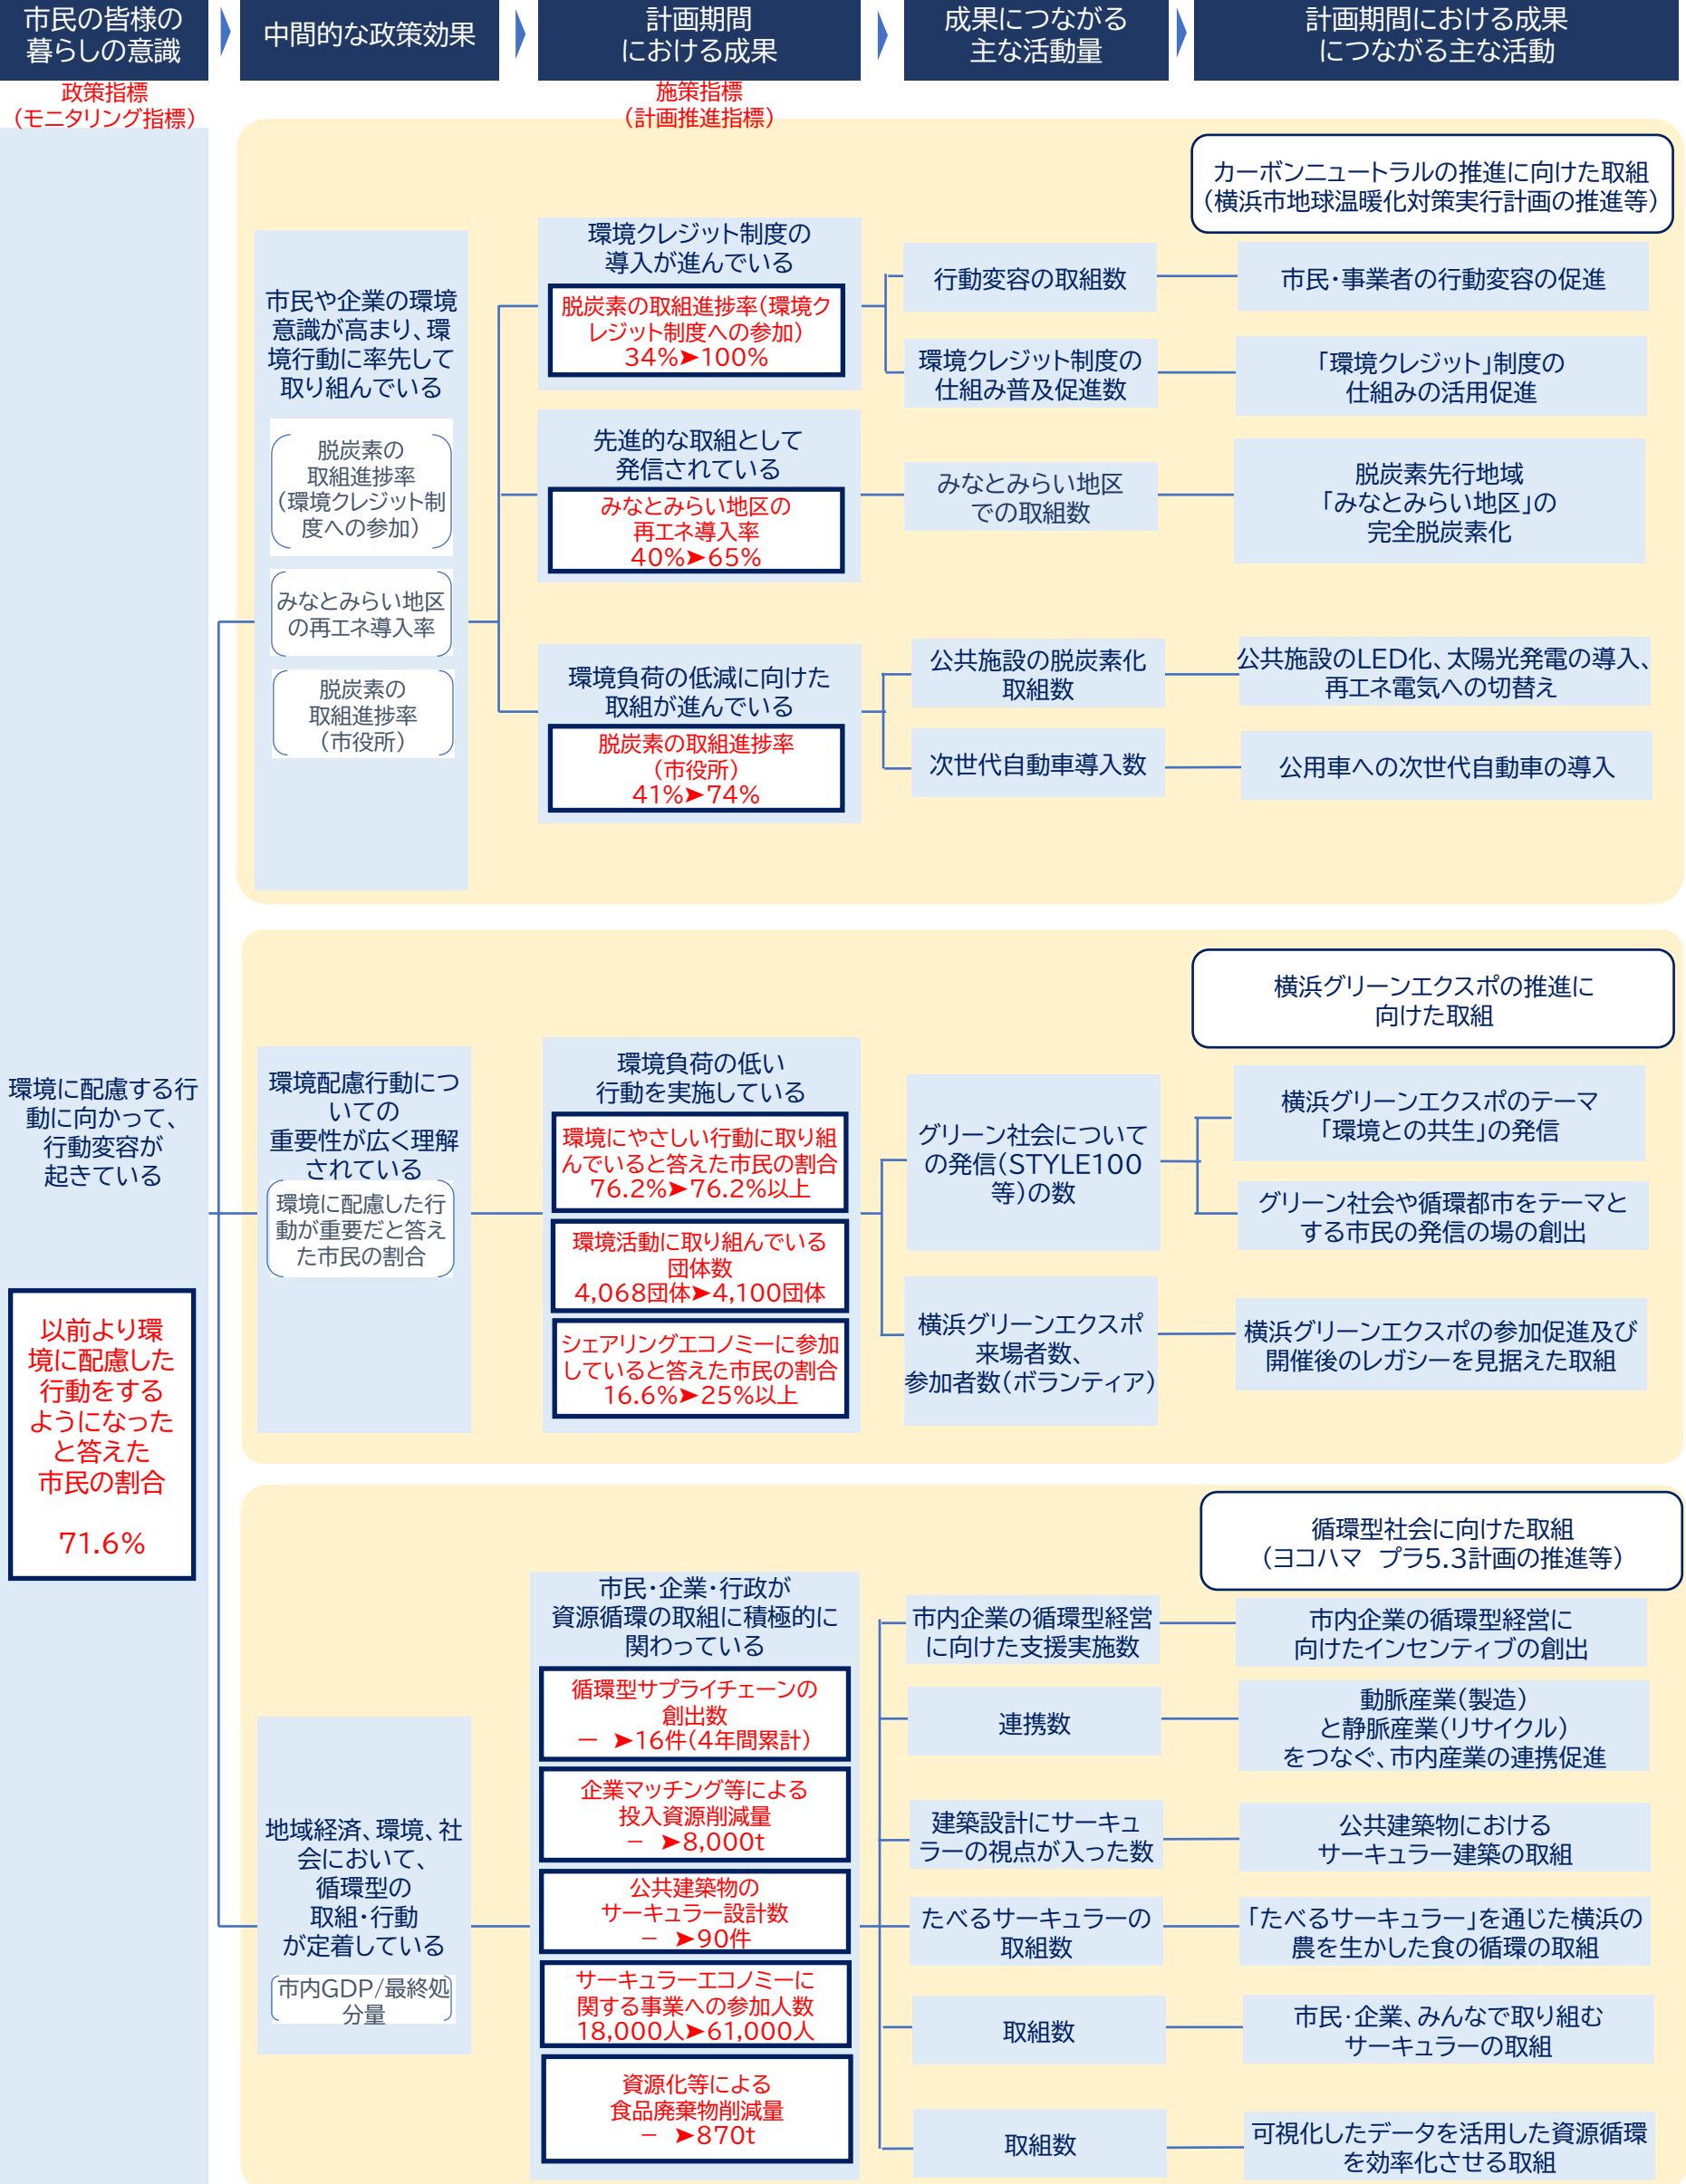 市民の皆様の
暮らしの意識
中間的な政策効果
計画期間
における成果
成果につながる
主な活動量
計画期間における成果
につながる主な活動
政策指標
（モニタリング指標）
施策指標
（計画推進指標）
環境に配慮する行
動に向かって、
行動変容が
起きている
以前より環
境に配慮した
行動をする
ようになった
と答えた
市民の割合
71.6%
カーボンニュートラルの推進に向けた取組
（横浜市地球温暖化対策実行計画の推進等）
市民や企業の環境
意識が高まり、環
境行動に率先して
取り組んでいる
脱炭素の
取組進捗率
（環境クレジット制
度への参加）
みなとみらい地区
の再エネ導入率
脱炭素の
取組進捗率
（市役所）
環境クレジット制度の
導入が進んでいる
脱炭素の取組進捗率（環境ク
レジット制度への参加）
34%➤100%
行動変容の取組数
市民・事業者の行動変容の促進
環境クレジット制度の
仕組み普及促進数
「環境クレジット」制度の
仕組みの活用促進
先進的な取組として
発信されている
みなとみらい地区の
再エネ導入率
40%➤65%
みなとみらい地区
での取組数
脱炭素先行地域
「みなとみらい地区」の
完全脱炭素化
環境負荷の低減に向けた
取組が進んでいる
脱炭素の取組進捗率
（市役所）
41%➤74%
公共施設の脱炭素化
取組数
公共施設のLED化、太陽光発電の導入、
再エネ電気への切替え
次世代自動車導入数
公用車への次世代自動車の導入
横浜グリーンエクスポの推進に
向けた取組
環境配慮行動につ
いての
重要性が広く理解
されている
環境に配慮した行
動が重要だと答え
た市民の割合
環境負荷の低い
行動を実施している
環境にやさしい行動に取り組
んでいると答えた市民の割合
76.2%➤76.2%以上
環境活動に取り組んでいる
団体数
4,068団体➤4,100団体
シェアリングエコノミーに参加
していると答えた市民の割合
16.6%➤25%以上
グリーン社会について
の発信（STYLE100
等）の数
横浜グリーンエクスポのテーマ
「環境との共生」の発信
グリーン社会や循環都市をテーマと
する市民の発信の場の創出
横浜グリーンエクスポ
来場者数、
参加者数（ボランティア）
横浜グリーンエクスポの参加促進及び
開催後のレガシーを見据えた取組
循環型社会に向けた取組
（ヨコハマ　プラ5.3計画の推進等）
地域経済、環境、社
会において、
循環型の
取組・行動
が定着している
市内GDP/最終処
分量
市民・企業・行政が
資源循環の取組に積極的に
関わっている
循環型サプライチェーンの
創出数
－　➤16件（4年間累計）
企業マッチング等による
投入資源削減量
－　➤8,000t
公共建築物の
サーキュラー設計数
－　➤90件
サーキュラーエコノミーに
関する事業への参加人数
18,000人➤61,000人
資源化等による
食品廃棄物削減量
－　➤870t
市内企業の循環型経営
に向けた支援実施数
市内企業の循環型経営に
向けたインセンティブの創出
連携数
動脈産業（製造）
と静脈産業（リサイクル）
をつなぐ、市内産業の連携促進
建築設計にサーキュ
ラーの視点が入った数
公共建築物における
サーキュラー建築の取組
たべるサーキュラーの
取組数
「たべるサーキュラー」を通じた横浜の
農を生かした食の循環の取組
取組数
市民・企業、みんなで取り組む
サーキュラーの取組
取組数
可視化したデータを活用した資源循環
を効率化させる取組